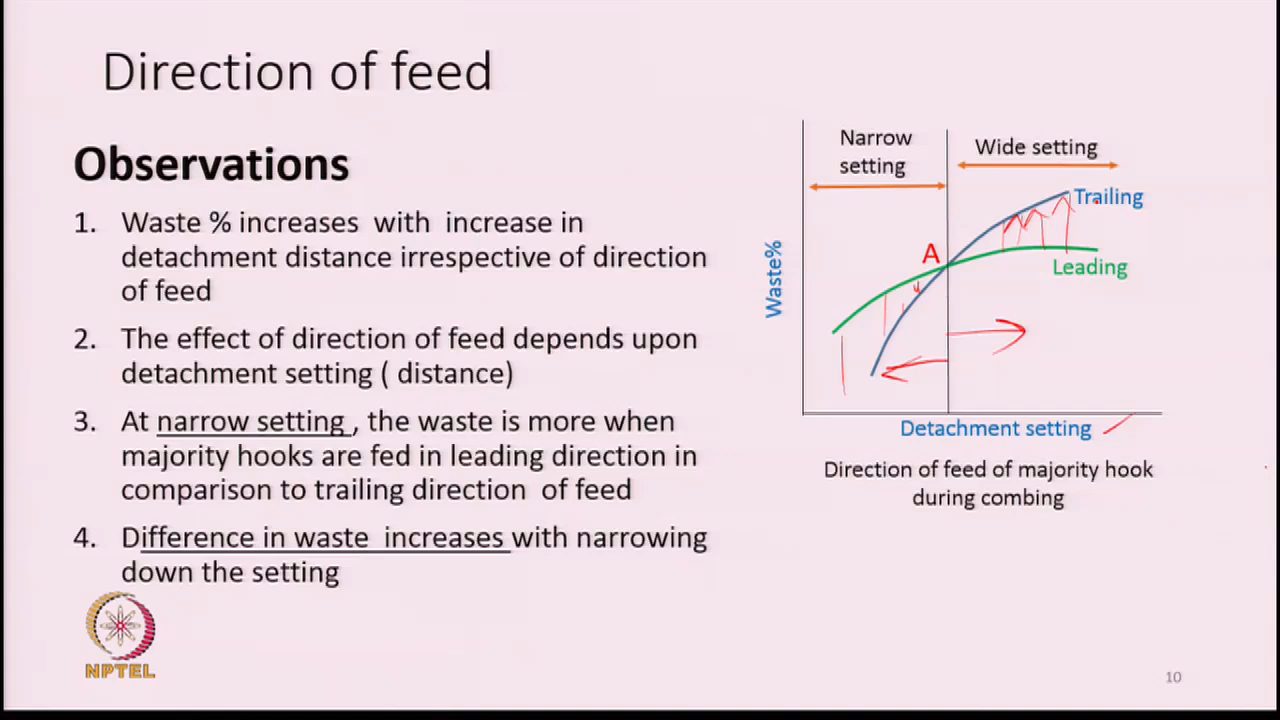 Direction of feed
Observations
1. Waste % increases with increase in
detachment distance irrespective of direction
of feed
2. The effect of direction of feed depends upon
detachment setting ( distance)
3. At narrow setting , the waste is more when
majority hooks are fed in leading direction in
comparison to trailing direction of feed
4. Difference in waste increases with narrowing
down the setting
Narrow
setting
Wide setting
Trailing
A
Leading
Waste%
Detachment setting
Direction of feed of majority hook
during combing
NPTEL
10